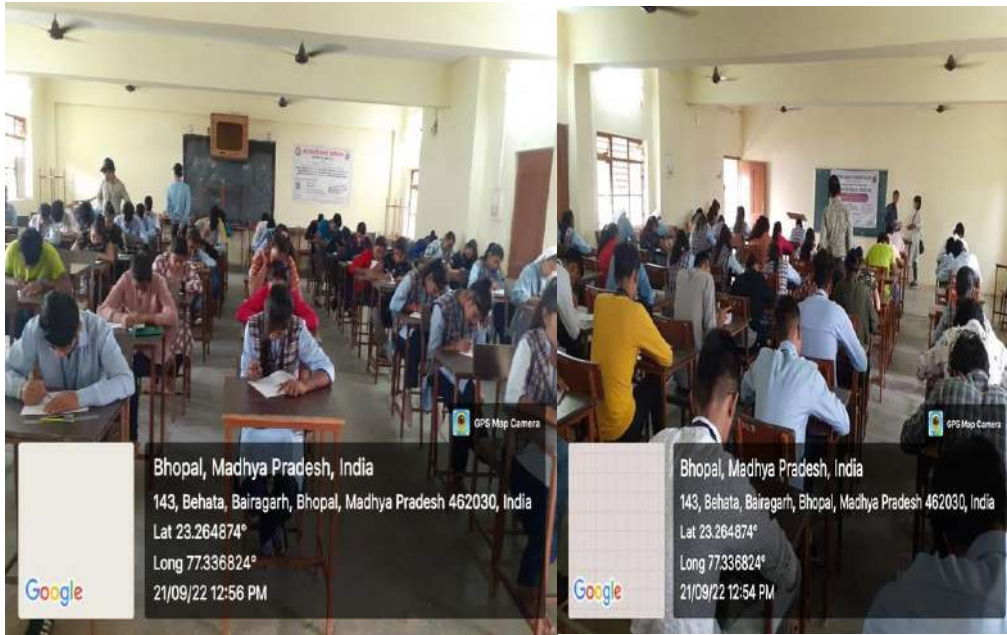 GPS Map Camera
Bhopal, Madhya Pradesh, India
143, Behata, Bairagarh, Bhopal, Madhya Pradesh 462030, India
Lat 23.264874°
Long 77.336824°
21/09/22 12:56 PM
Google
GPS Map Camera
Bhopal, Madhya Pradesh, India
143, Behata, Bairagarh, Bhopal, Madhya Pradesh 462030, India
Lat 23.264874°
Long 77.336824°
21/09/22 12:54 PM
Google